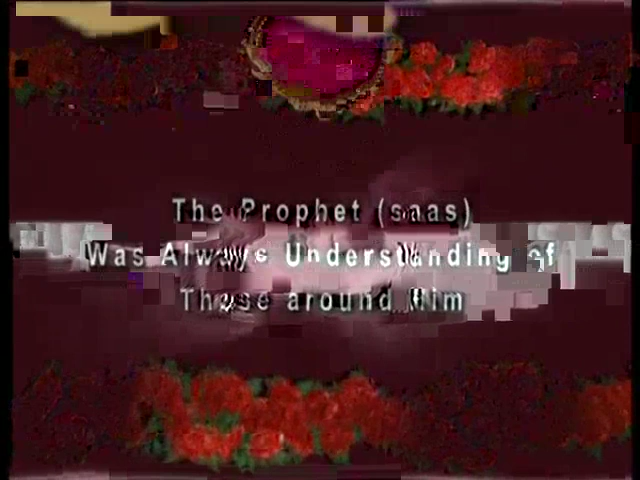 The Prophet (saas)
Was Always Understanding of
Those around Him